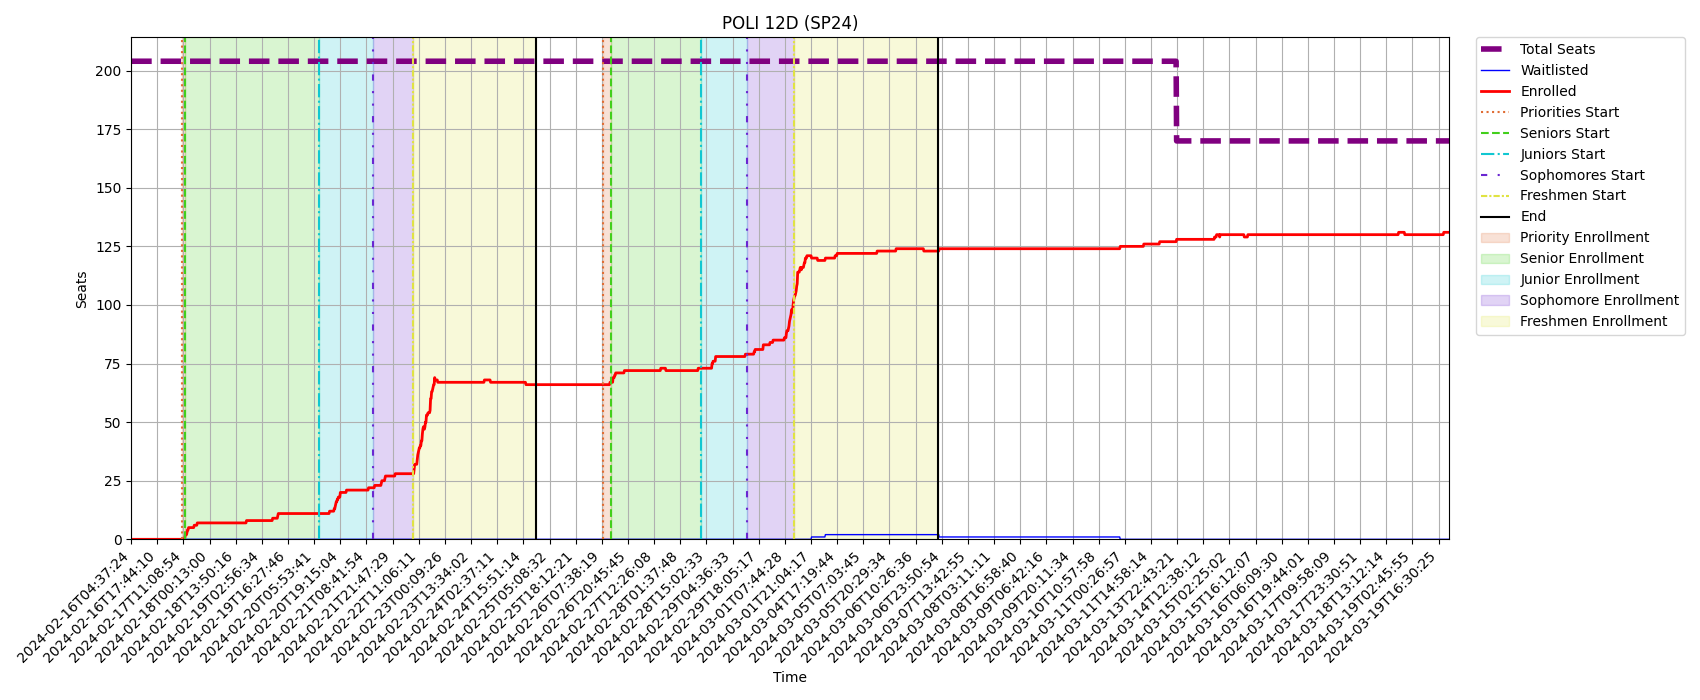 POLI 12D (SP24)
Seats
200
175
150
125
100
75
50
25
0
2024-02-16T04:37:24
2024-02-16T17:44:10
2024-02-17T11:08:54
2024-02-18T00:13:00
2024-02-18T13:50:16
2024-02-19T02:56:34
2024-02-19T16:27:46
2024-02-20T05:53:41
2024-02-20T19:15:04
2024-02-21T08:41:54
2024-02-21T21:47:29
2024-02-22T11:06:11
2024-02-23T00:09:26
2024-02-23T13:34:02
2024-02-24T02:37:11
2024-02-24T15:51:14
2024-02-25T05:08:32
2024-02-25T18:12:21
2024-02-26T07:38:19
2024-02-26T20:45:45
2024-02-27T12:26:08
2024-02-28T01:37:48
2024-02-28T15:02:33
2024-02-29T04:36:33
2024-02-29T18:05:17
2024-03-01T07:44:28
2024-03-01T21:04:17
2024-03-04T17:19:44
2024-03-05T07:03:45
2024-03-05T20:29:34
2024-03-06T10:26:36
2024-03-06T23:50:54
2024-03-07T13:42:55
2024-03-08T03:11:11
2024-03-08T16:58:40
2024-03-09T06:42:16
2024-03-09T20:11:34
2024-03-10T10:57:58
2024-03-11T00:26:57
2024-03-11T14:58:14
2024-03-13T22:43:21
2024-03-14T12:38:12
2024-03-15T02:25:02
2024-03-15T16:12:07
2024-03-16T06:09:30
2024-03-16T19:44:01
2024-03-17T09:58:09
2024-03-17T23:30:51
2024-03-18T13:12:14
2024-03-19T02:45:55
2024-03-19T16:30:25
Time
Total Seats
Waitlisted
Enrolled
Priorities Start
Seniors Start
Juniors Start
Sophomores Start
Freshmen Start
End
Priority Enrollment
Senior Enrollment
Junior Enrollment
Sophomore Enrollment
Freshmen Enrollment